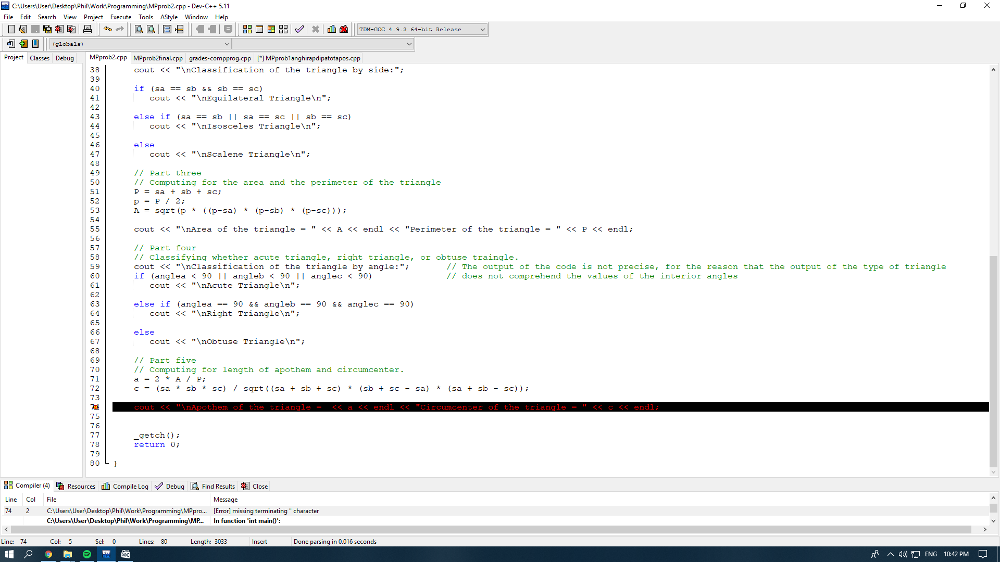 C:\Users\User\Desktop\Phil\Work\Programming\MPprob2.cpp - Dev-C++ 5.11
File Edit Search View Project Execute Tools AStyle Window Help
TDM-GCC 4.9.2 64-bit Release
(globals)
Project Classes Debug
MPprob2.cpp MPprob2final.cpp grades-compprog.cpp [*] MPprob1anghirapdipatotapos.cpp
38 cout << "\nClassification of the triangle by side:";
39
40 if (sa == sb && sb == sc)
41 cout << "\nEquilateral Triangle\n";
42
43 else if (sa == sb || sa == sc || sb == sc)
44 cout << "\nIsosceles Triangle\n";
45
46 else
47 cout << "\nScalene Triangle\n";
48
49 // Part three
50 // Computing for the area and the perimeter of the triangle
51 P = sa + sb + sc;
52 p = P / 2;
53 A = sqrt(p * ((p-sa) * (p-sb) * (p-sc)));
54
55 cout << "\nArea of the triangle = " << A << endl << "Perimeter of the triangle = " << P << endl;
56
57 // Part four
58 // Classifying whether acute triangle, right triangle, or obtuse traingle.
59 cout << "\nClassification of the triangle by angle:"; // The output of the code is not precise, for the reason that the output of the type of triangle
60 if (anglea < 90 || angleb < 90 || anglec < 90) // does not comprehend the values of the interior angles
61 cout << "\nAcute Triangle\n";
62
63 else if (anglea == 90 && angleb == 90 && anglec == 90)
64 cout << "\nRight Triangle\n";
65
66 else
67 cout << "\nObtuse Triangle\n";
68
69 // Part five
70 // Computing for length of apothem and circumcenter.
71 a = 2 * A / P;
72 c = (sa * sb * sc) / sqrt((sa + sb + sc) * (sb + sc - sa) * (sa + sb - sc));
73
74 cout << "\nApothem of the triangle =  << a << endl << "Circumcenter of the triangle = " << c << endl;
75
76
77 _getch();
78 return 0;
79
80 }
Compiler (4) Resources Compile Log Debug Find Results Close
Line Col File Message
74 2 C:\Users\User\Desktop\Phil\Work\Programming\MPpro... [Error] missing terminating " character
C:\Users\User\Desktop\Phil\Work\Programming\MP... In function 'int main()':
Line: 74 Col: 5 Sel: 0 Lines: 80 Length: 3033 Insert Done parsing in 0.016 seconds
DEV DOC ENG 10:42 PM